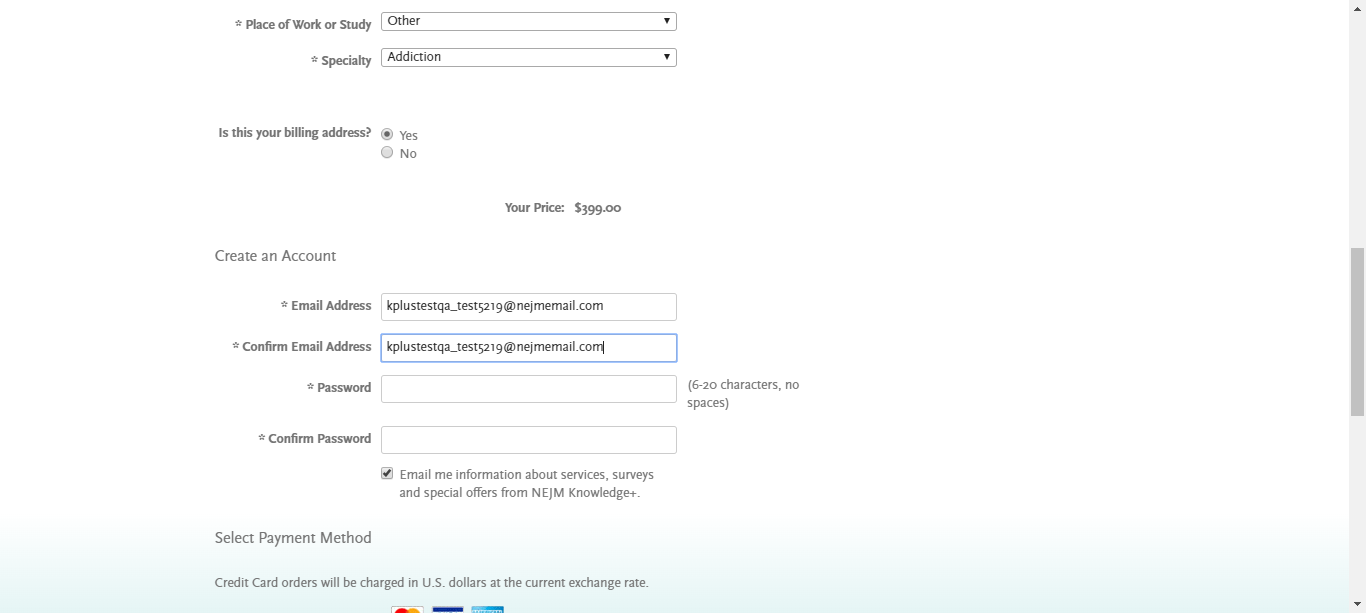 * Place of Work or Study Other
* Specialty Addiction
Is this your billing address? Yes
No
Your Price: $399.00
Create an Account
* Email Address kplustestqa_test5219@nejmemail.com
* Confirm Email Address kplustestqa_test5219@nejmemail.com
* Password (6-20 characters, no
spaces)
* Confirm Password
Email me information about services, surveys
and special offers from NEJM Knowledge+.
Select Payment Method
Credit Card orders will be charged in U.S. dollars at the current exchange rate.